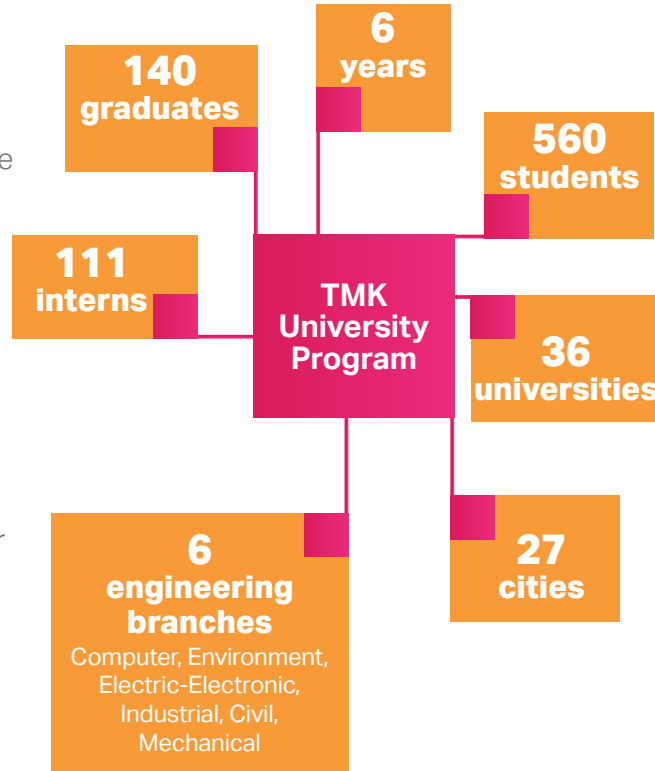 6
years
140
graduates
560
students
e
111
interns
TMK
University
Program
36
universities
r
6
engineering
branches
Computer, Environment,
Electric-Electronic,
Industrial, Civil,
Mechanical
27
cities